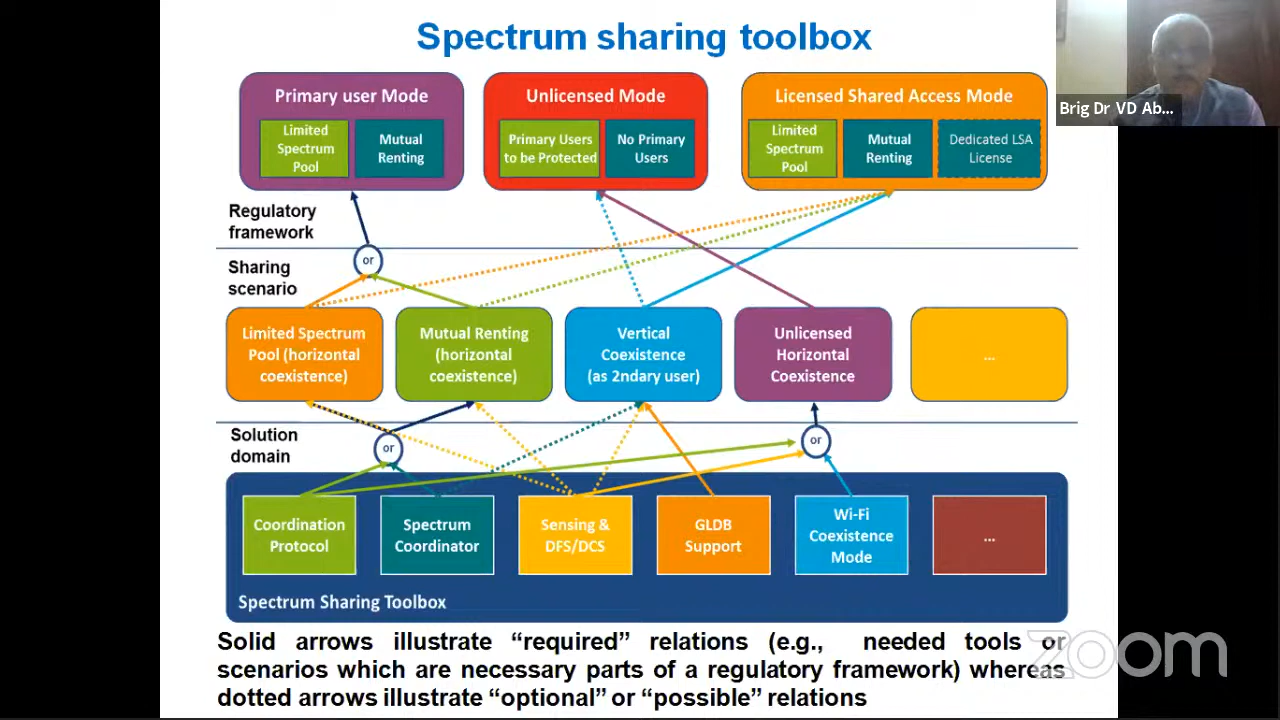 Spectrum sharing toolbox
Brig Dr VD Ab...
Primary user Mode
Limited
Spectrum
Pool
Mutual
Renting
Unlicensed Mode
Primary Users
to be Protected
No Primary
Users
Licensed Shared Access Mode
Limited
Spectrum
Pool
Mutual
Renting
Dedicated LSA
License
Regulatory
framework
or
Sharing
scenario
Limited Spectrum
Pool (horizontal
coexistence)
Mutual Renting
(horizontal
coexistence)
Vertical
Coexistence
(as 2ndary user)
Unlicensed
Horizontal
Coexistence
...
Solution
domain
or
or
Coordination
Protocol
Spectrum
Coordinator
Sensing &
DFS/DCS
GLDB
Support
Wi-Fi
Coexistence
Mode
...
Spectrum Sharing Toolbox
Solid arrows illustrate “required” relations (e.g., needed tools or
scenarios which are necessary parts of a regulatory framework) whereas
dotted arrows illustrate “optional” or “possible” relations
zoom